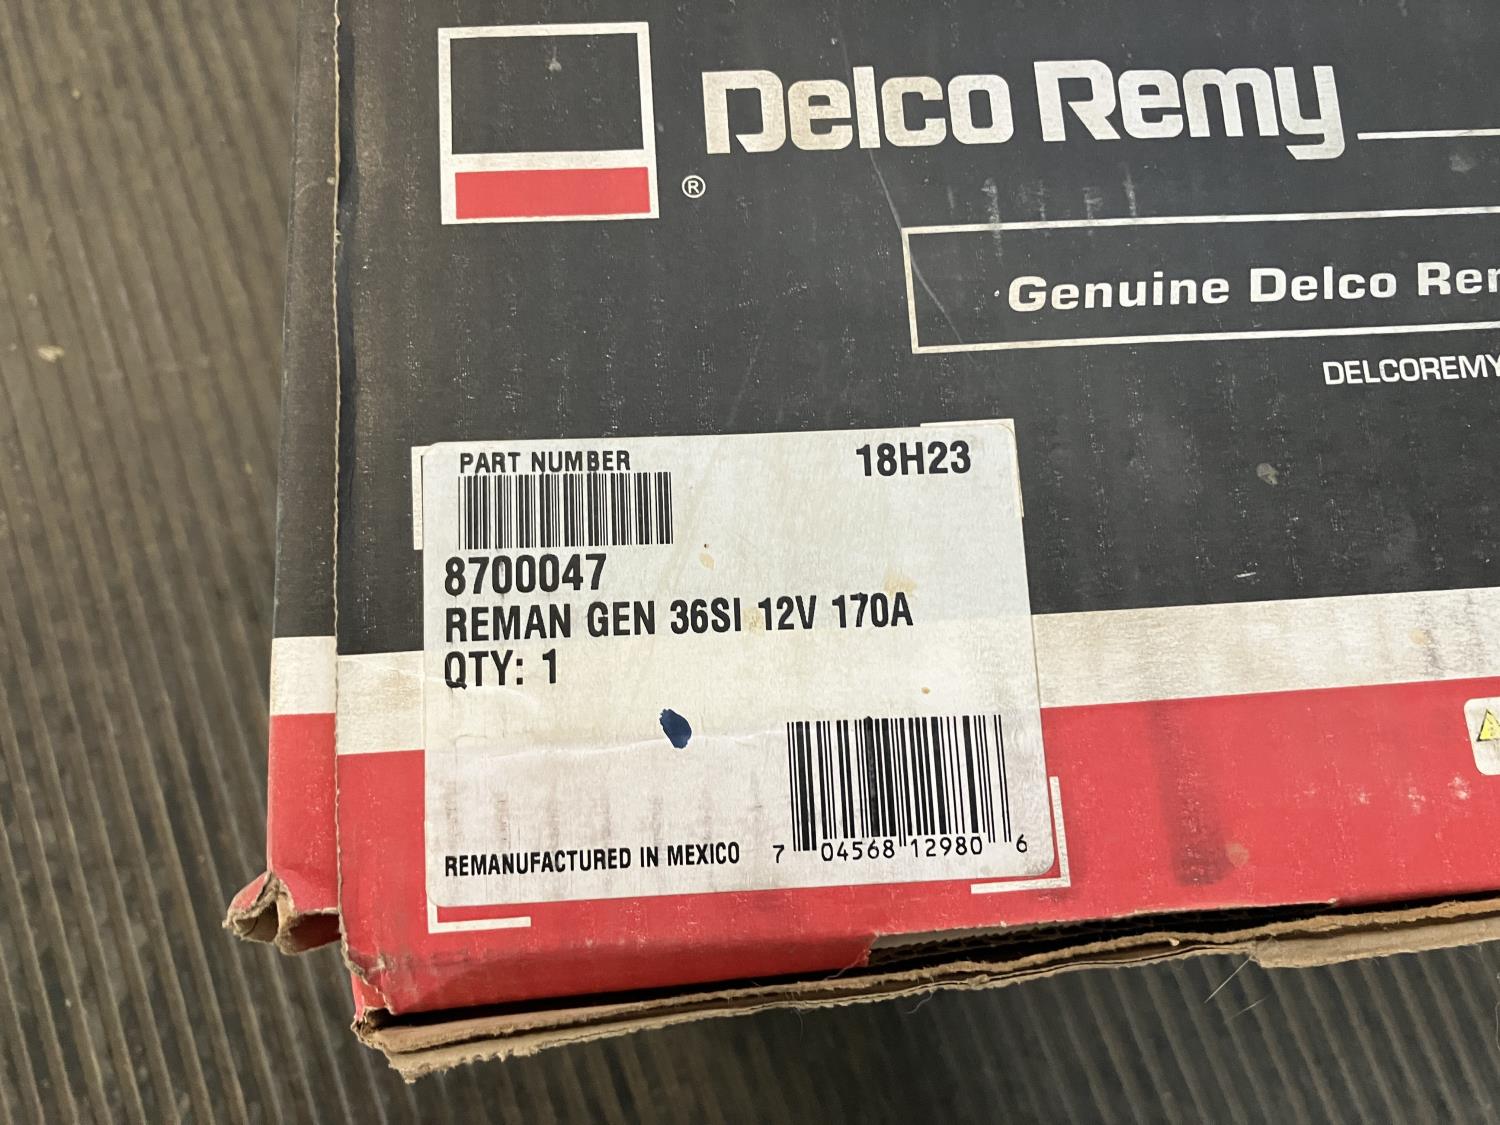 Delco Remy
®
Genuine Delco
DELCOREMY
PART NUMBER 18H23
8700047
REMAN GEN 36SI 12V 170A
QTY: 1
REMANUFACTURED IN MEXICO
7 04568 12980 6